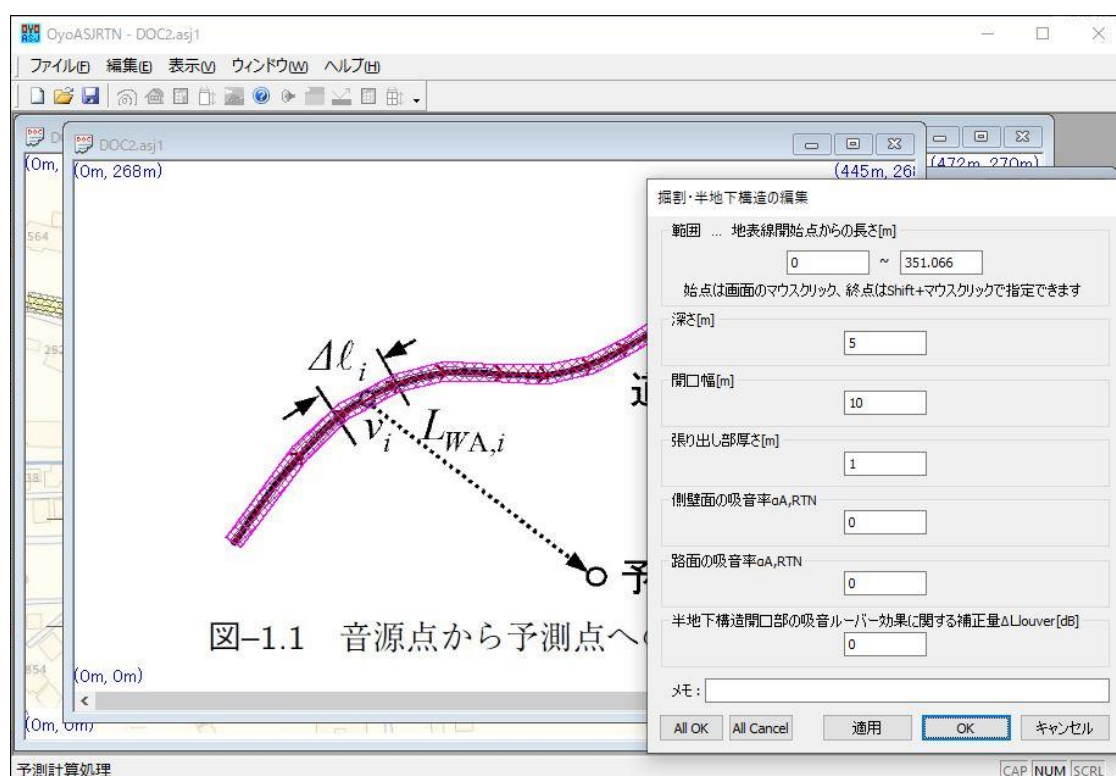 OyoASJRTN - DOC2.asj1
ファイル(F) 編集(E) 表示(V) ウィンドウ(W) ヘルプ(H)
DOC2.asj1
(0m,
(0m, 268m)
(445m, 26
(472m, 270m)
564
282
38
854
Δℓi
vi
LWA,i
図–1.1 音源点から予測点への
(0m, 0m)
(0m, 0m)
掘割・半地下構造の編集
範囲 ... 地表線開始点からの長さ[m]
0 ~ 351.066
始点は画面のマウスクリック、終点はShift+マウスクリックで指定できます
深さ[m]
5
開口幅[m]
10
張り出し部厚さ[m]
1
側壁面の吸音率αA,RTN
0
路面の吸音率αA,RTN
0
半地下構造開口部の吸音ルーバー効果に関する補正量ΔLlouver[dB]
0
メモ :
All OK All Cancel 適用 OK キャンセル
予測計算処理
CAP NUM SCRL